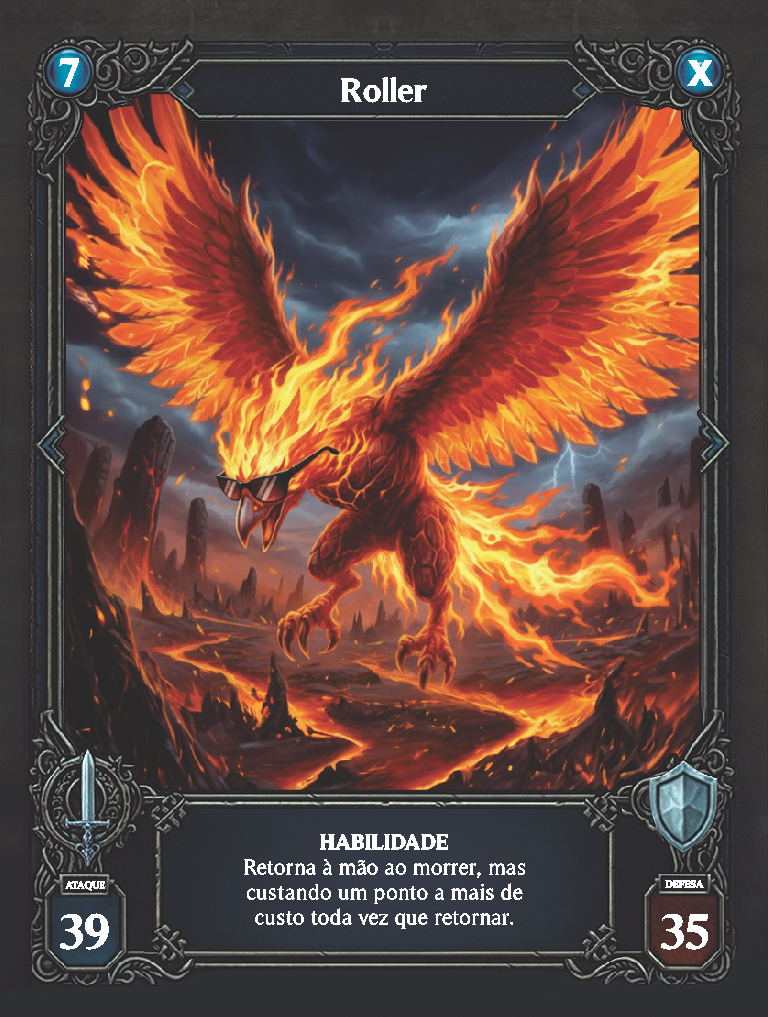 7
Roller
X
HABILIDADE
Retorna à mão ao morrer, mas
custando um ponto a mais de
custo toda vez que retornar.
ATAQUE
39
DEFESA
35